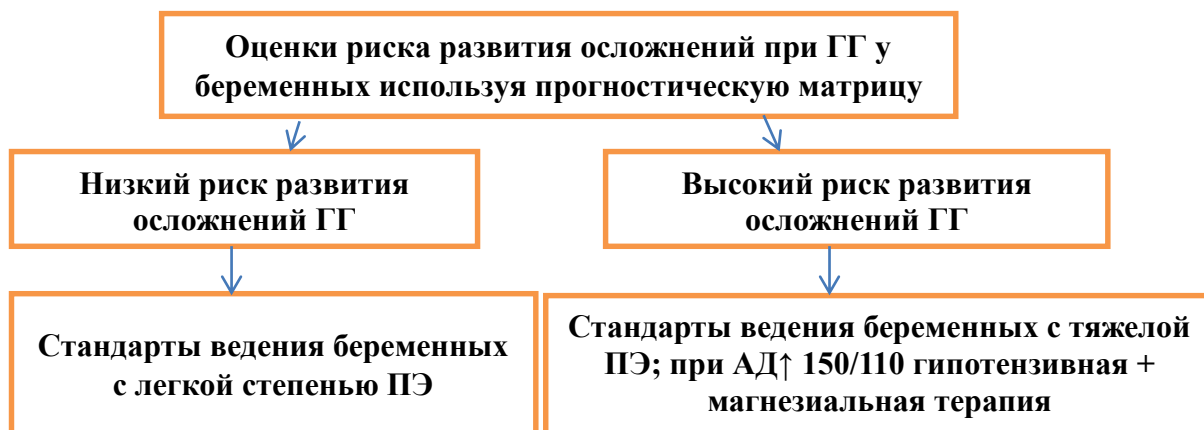 Оценки риска развития осложнений при ГГ у
беременных используя прогностическую матрицу
Низкий риск развития
осложнений ГГ
Высокий риск развития
осложнений ГГ
Стандарты ведения беременных
с легкой степенью ПЭ
Стандарты ведения беременных с тяжелой
ПЭ; при АД↑ 150/110 гипотензивная +
магнезиальная терапия